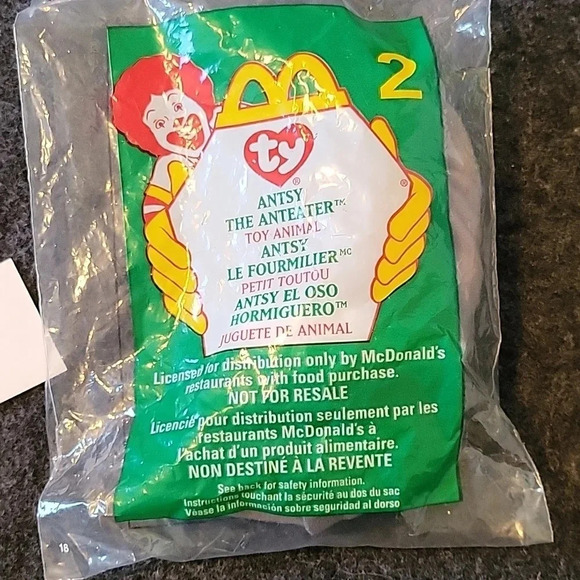 2
ty
®
®
ANTSY
THE ANTEATER™
TOY ANIMAL
ANTSY
LE FOURMILIER MC
PETIT TOUTOU
ANTSY EL OSO
HORMIGUERO™
JUGUETE DE ANIMAL
Licensed for distribution only by McDonald's
restaurants with food purchase.
NOT FOR RESALE
Licencié pour distribution seulement par les
restaurants McDonald's à
l'achat d'un produit alimentaire.
NON DESTINÉ À LA REVENTE
See back for safety information.
Instructions touchant la sécurité au dos du sac
Véase la información sobre seguridad al dorso
18